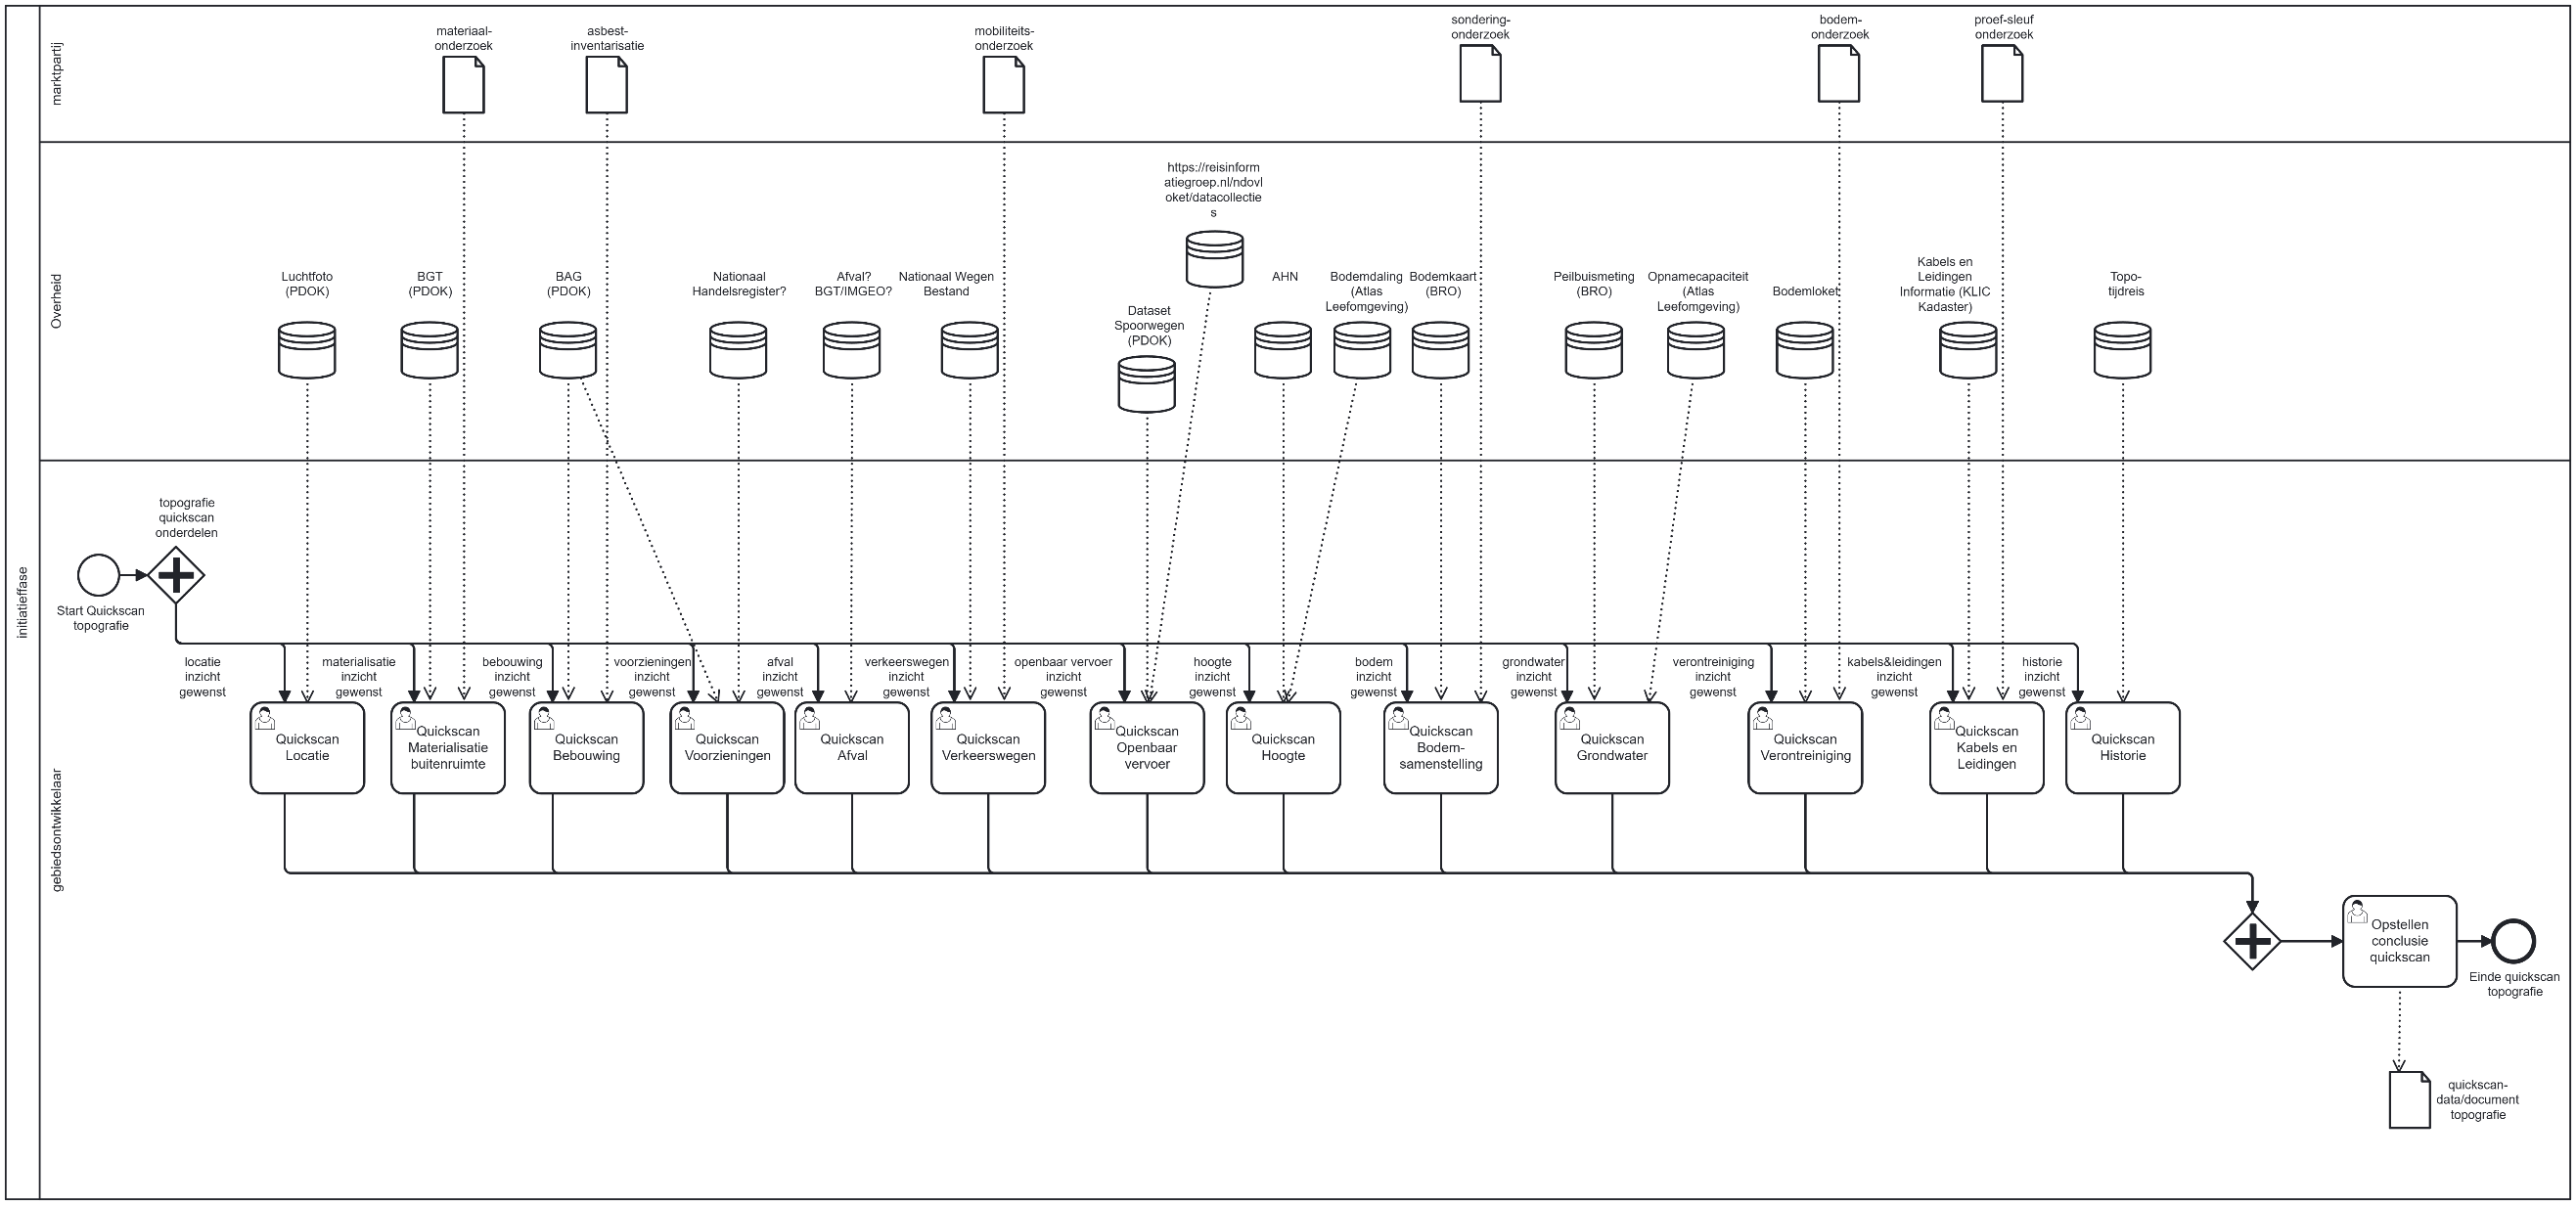 initiatieffase
marktpartij
materiaal-
onderzoek
asbest-
inventarisatie
mobiliteits-
onderzoek
sondering-
onderzoek
bodem-
onderzoek
proef-sleuf
onderzoek
Overheid
Luchtfoto
(PDOK)
BGT
(PDOK)
BAG
(PDOK)
Nationaal
Handelsregister?
Afval?
BGT/IMGEO?
Nationaal Wegen
Bestand
Dataset
Spoorwegen
(PDOK)
https://reisinform
atiegroep.nl/ndovl
oket/datacollectie
s
AHN
Bodemdaling
(Atlas
Leefomgeving)
Bodemkaart
(BRO)
Peilbuismeting
(BRO)
Opnamecapaciteit
(Atlas
Leefomgeving)
Bodemloket
Kabels en
Leidingen
Informatie (KLIC
Kadaster)
Topo-
tijdreis
gebiedsontwikkelaar
Start Quickscan
topografie
topografie
quickscan
onderdelen
locatie
inzicht
gewenst
materialisatie
inzicht
gewenst
bebouwing
inzicht
gewenst
voorzieningen
inzicht
gewenst
afval
inzicht
gewenst
verkeerswegen
inzicht
gewenst
openbaar vervoer
inzicht
gewenst
hoogte
inzicht
gewenst
bodem
inzicht
gewenst
grondwater
inzicht
gewenst
verontreiniging
inzicht
gewenst
kabels&leidingen
inzicht
gewenst
historie
inzicht
gewenst
Quickscan
Locatie
Quickscan
Materialisatie
buitenruimte
Quickscan
Bebouwing
Quickscan
Voorzieningen
Quickscan
Afval
Quickscan
Verkeerswegen
Quickscan
Openbaar
vervoer
Quickscan
Hoogte
Quickscan
Bodem-
samenstelling
Quickscan
Grondwater
Quickscan
Verontreiniging
Quickscan
Kabels en
Leidingen
Quickscan
Historie
Opstellen
conclusie
quickscan
Einde quickscan
topografie
quickscan-
data/document
topografie